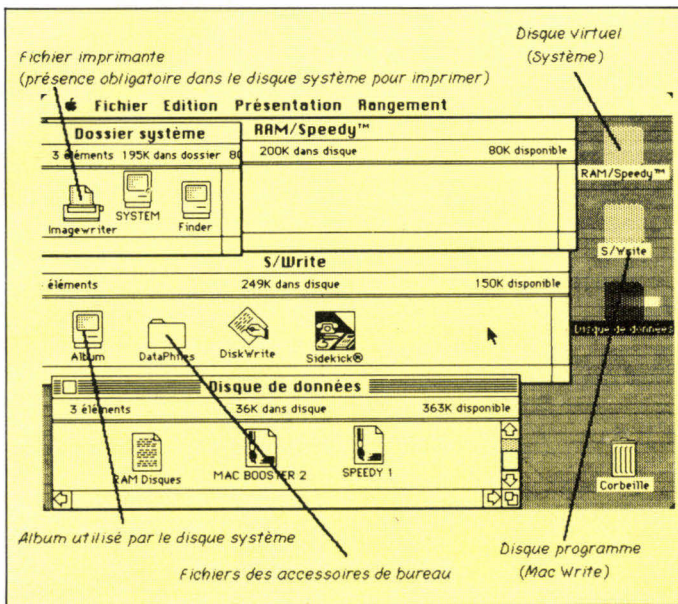 Disque virtuel
(Système)
Fichier imprimante
(présence obligatoire dans le disque système pour imprimer)
Fichier Edition Présentation Rangement
Dossier système
RAM/Speedy™
3 éléments 195K dans dossier 80
200K dans disque 80K disponible
RAM/Speedy™
Imagewriter
SYSTEM
Finder
S/Write
S/Write
éléments 249K dans disque 150K disponible
Album
DataPhiles
DiskWrite
Sidekick®
Disque de données
Disque de données
3 éléments 36K dans disque 363K disponible
RAM Disques
MAC BOOSTER 2
SPEEDY 1
Corbeille
Album utilisé par le disque système
Fichiers des accessoires de bureau
Disque programme
(Mac Write)